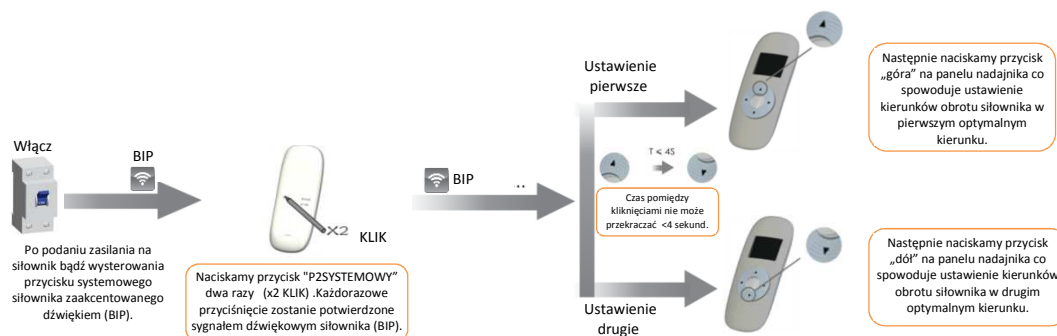 Włącz
BIP
Po podaniu zasilania na
siłownik bądź wysterowania
przycisku systemowego
siłownika zaakcentowanego
dźwiękiem (BIP).
X2
KLIK
Naciskamy przycisk "P2SYSTEMOWY"
dwa razy (x2 KLIK) .Każdorazowe
przyciśnięcie zostanie potwierdzone
sygnałem dźwiękowym siłownika (BIP).
BIP
..
Ustawienie
pierwsze
T < 4S
Czas pomiędzy
kliknięciami nie może
przekraczać <4 sekund.
Ustawienie
drugie
Następnie naciskamy przycisk
„góra” na panelu nadajnika co
spowoduje ustawienie
kierunków obrotu siłownika w
pierwszym optymalnym
kierunku.
Następnie naciskamy przycisk
„dół” na panelu nadajnika co
spowoduje ustawienie kierunków
obrotu siłownika w drugim
optymalnym kierunku.